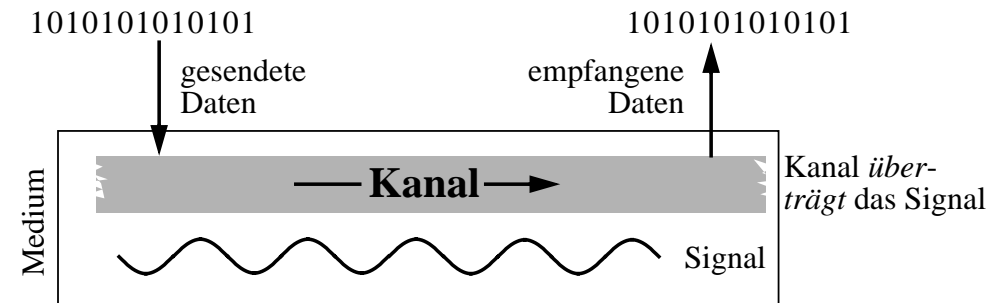 1010101010101
1010101010101
gesendete
Daten
empfangene
Daten
Medium
Kanal
Kanal über-
trägt das Signal
Signal